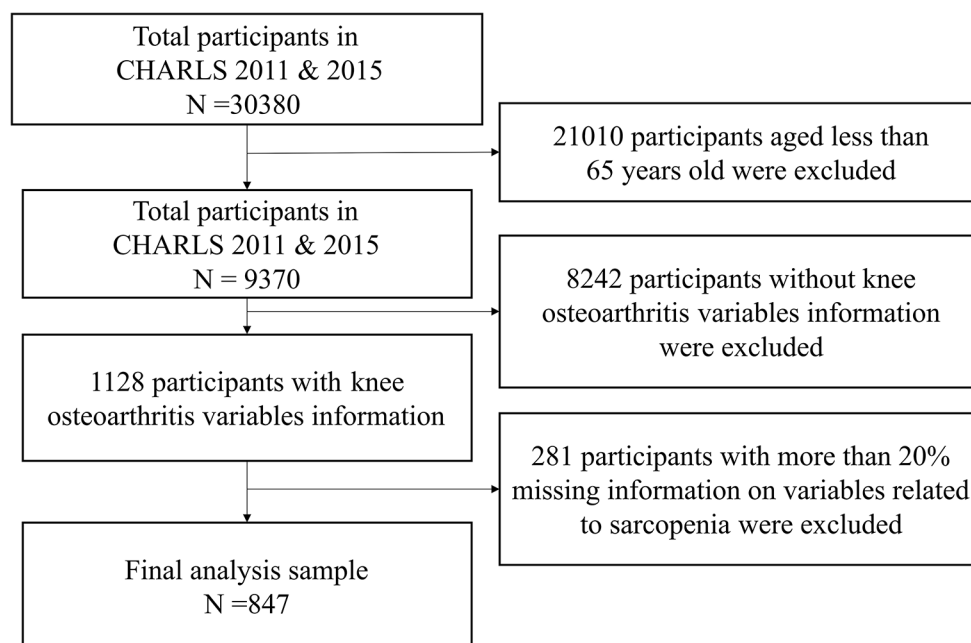 Total participants in
CHARLS 2011 & 2015
N =30380
21010 participants aged less than
65 years old were excluded
Total participants in
CHARLS 2011 & 2015
N = 9370
8242 participants without knee
osteoarthritis variables information
were excluded
1128 participants with knee
osteoarthritis variables information
281 participants with more than 20%
missing information on variables related
to sarcopenia were excluded
Final analysis sample
N =847